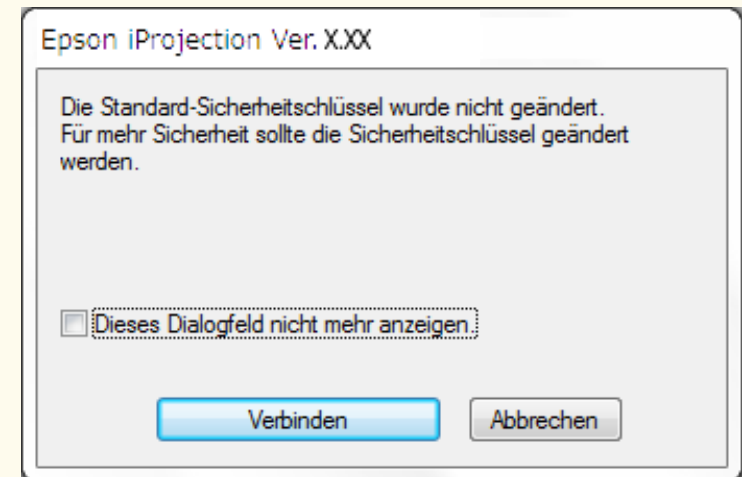 Epson iProjection Ver. X.XX
Die Standard-Sicherheitschlüssel wurde nicht geändert.
Für mehr Sicherheit sollte die Sicherheitschlüssel geändert
werden.
Dieses Dialogfeld nicht mehr anzeigen.
Verbinden
Abbrechen